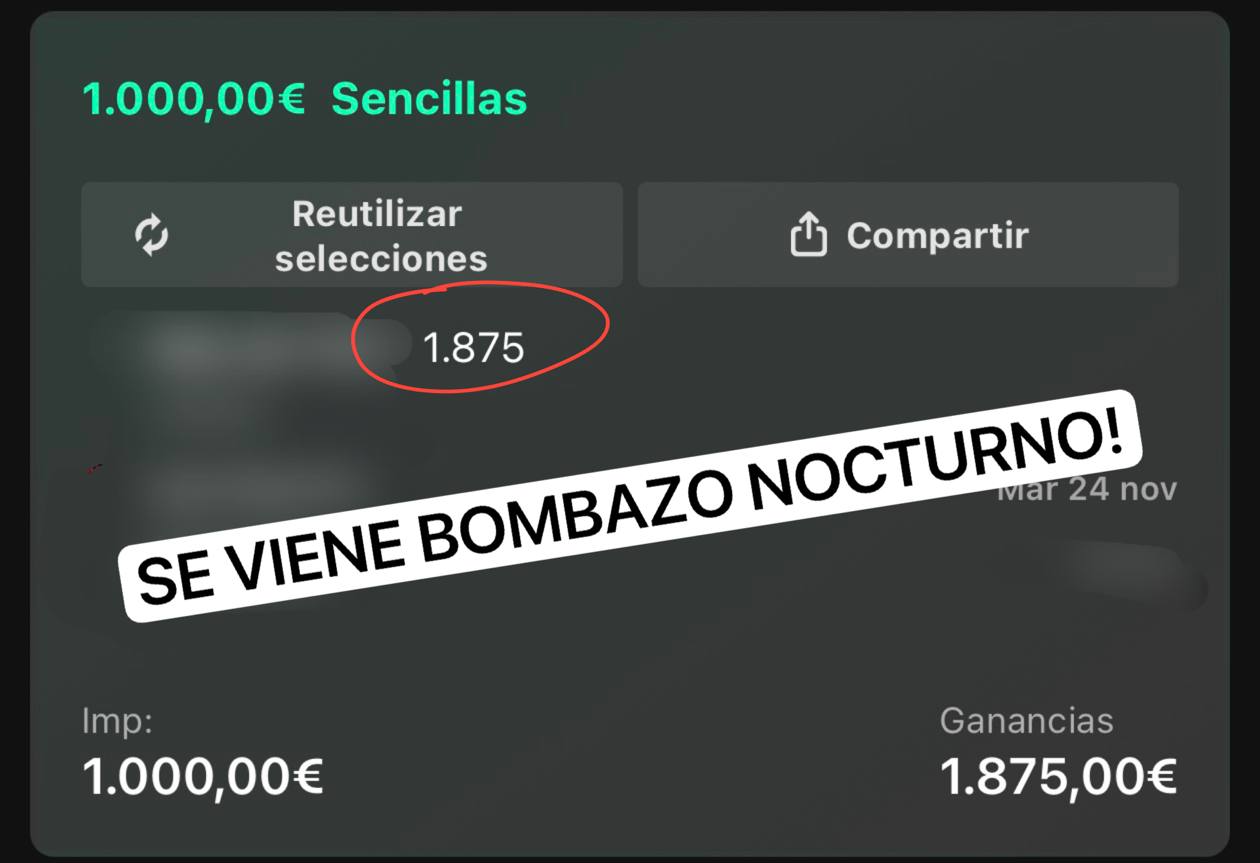 1.000,00€ Sencillas
Reutilizar
selecciones
Compartir
1.875
SE VIENE BOMBAZO NOCTURNO!
Mar 24 nov
Imp:
Ganancias
1.000,00€
1.875,00€